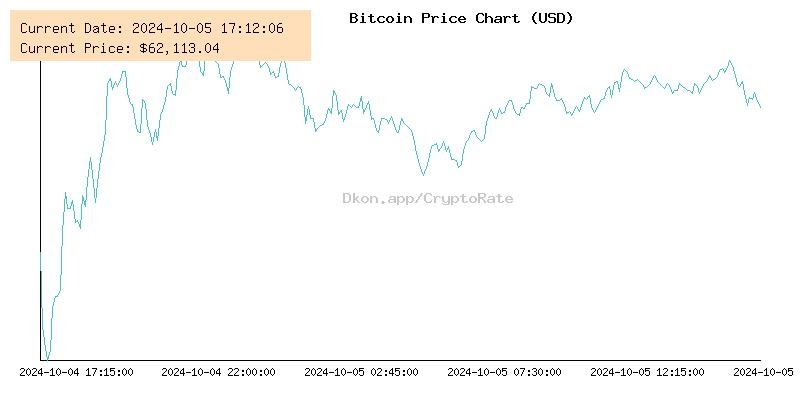 Bitcoin Price Chart (USD)
Current Date: 2024-10-05 17:12:06
Current Price: $62,113.04
Dkon.app/CryptoRate
2024-10-04 17:15:00 2024-10-04 22:00:00 2024-10-05 02:45:00 2024-10-05 07:30:00 2024-10-05 12:15:00 2024-10-05